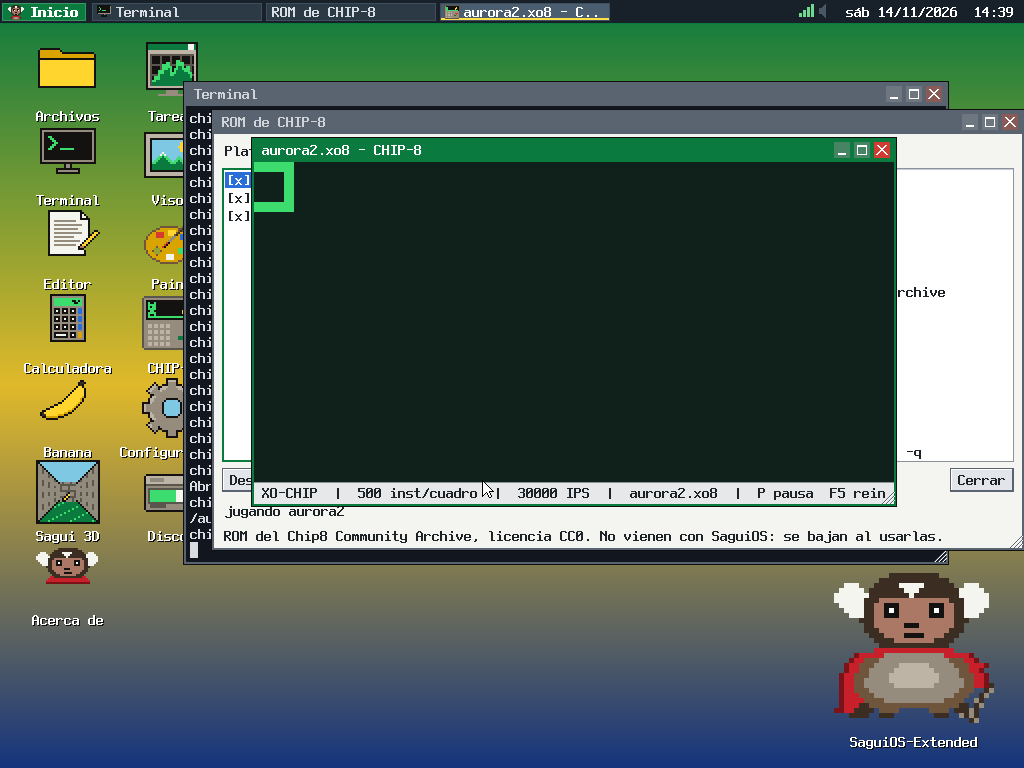 Inicio
Terminal
ROM de CHIP-8
aurora2.xo8 - C..
sáb 14/11/2026 14:39
Archivos
Terminal
Editor
Calculadora
Banana
Sagui 3D
Acerca de
Terminal
ROM de CHIP-8
aurora2.xo8 - CHIP-8
[x]
[x]
[x]
rchive
-q
Cerrar
XO-CHIP | 500 inst/cuadro | 30000 IPS | aurora2.xo8 | P pausa F5 rein
jugando aurora2
ROM del Chip8 Community Archive, licencia CC0. No vienen con SaguiOS: se bajan al usarlas.
SaguiOS-Extended